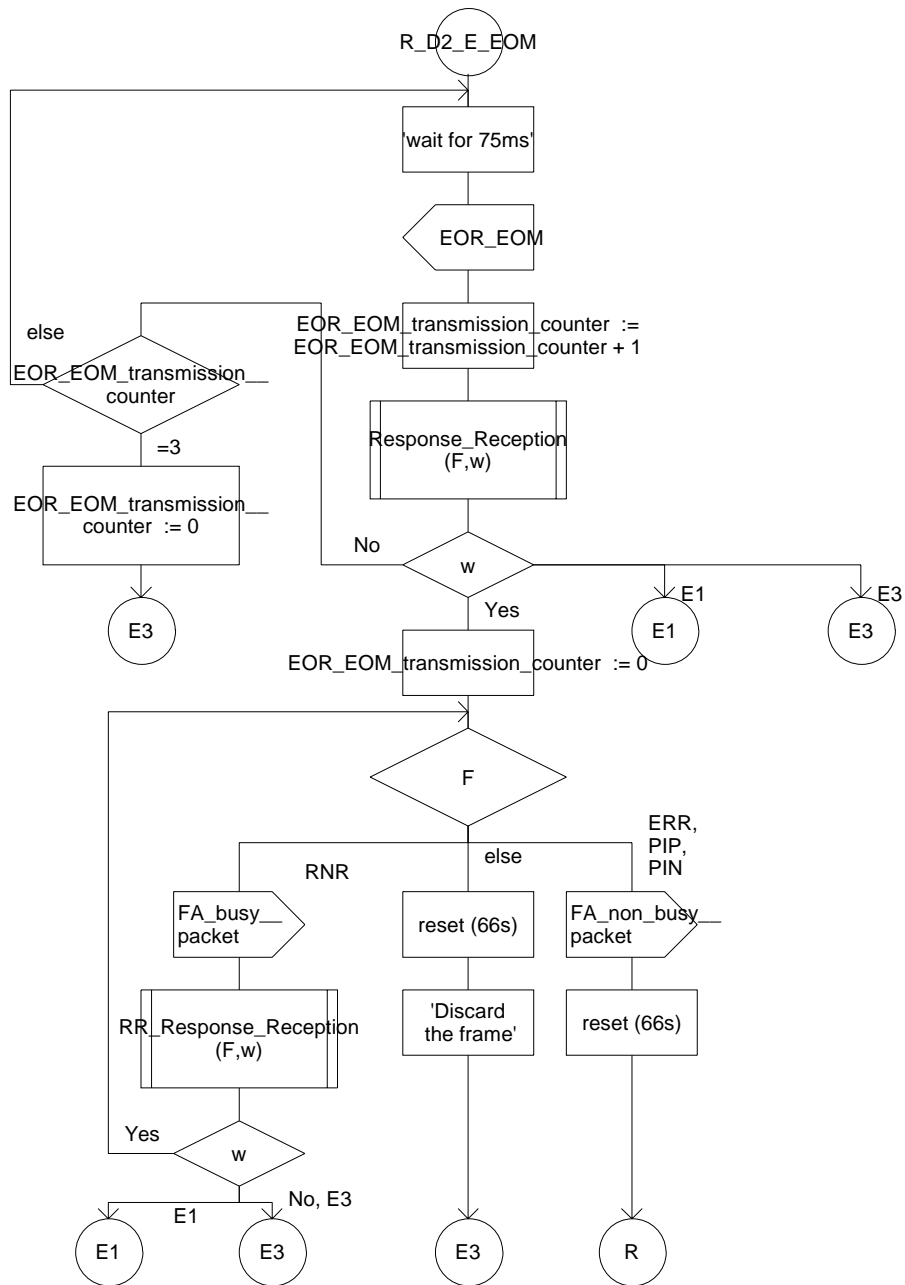 R_D2_E_EOM
'wait for 75ms'
EOR_EOM
else
EOR_EOM_transmission_counter :=
EOR_EOM_transmission_counter + 1
EOR_EOM_transmission__
counter
Response_Reception
(F,w)
=3
EOR_EOM_transmission__
counter := 0
No
w
E1
E3
Yes
E3
E1
E3
EOR_EOM_transmission_counter := 0
F
ERR,
PIP,
PIN
else
RNR
FA_busy__
packet
reset (66s)
FA_non_busy__
packet
RR_Response_Reception
(F,w)
'Discard
the frame'
reset (66s)
Yes
w
No, E3
E1
E1
E3
E3
R